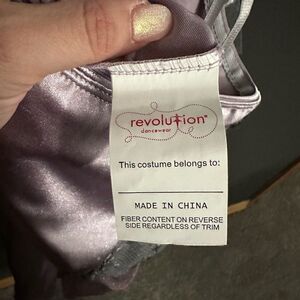 revolution®
dancewear
This costume belongs to:
MADE IN CHINA
FIBER CONTENT ON REVERSE
SIDE REGARDLESS OF TRIM